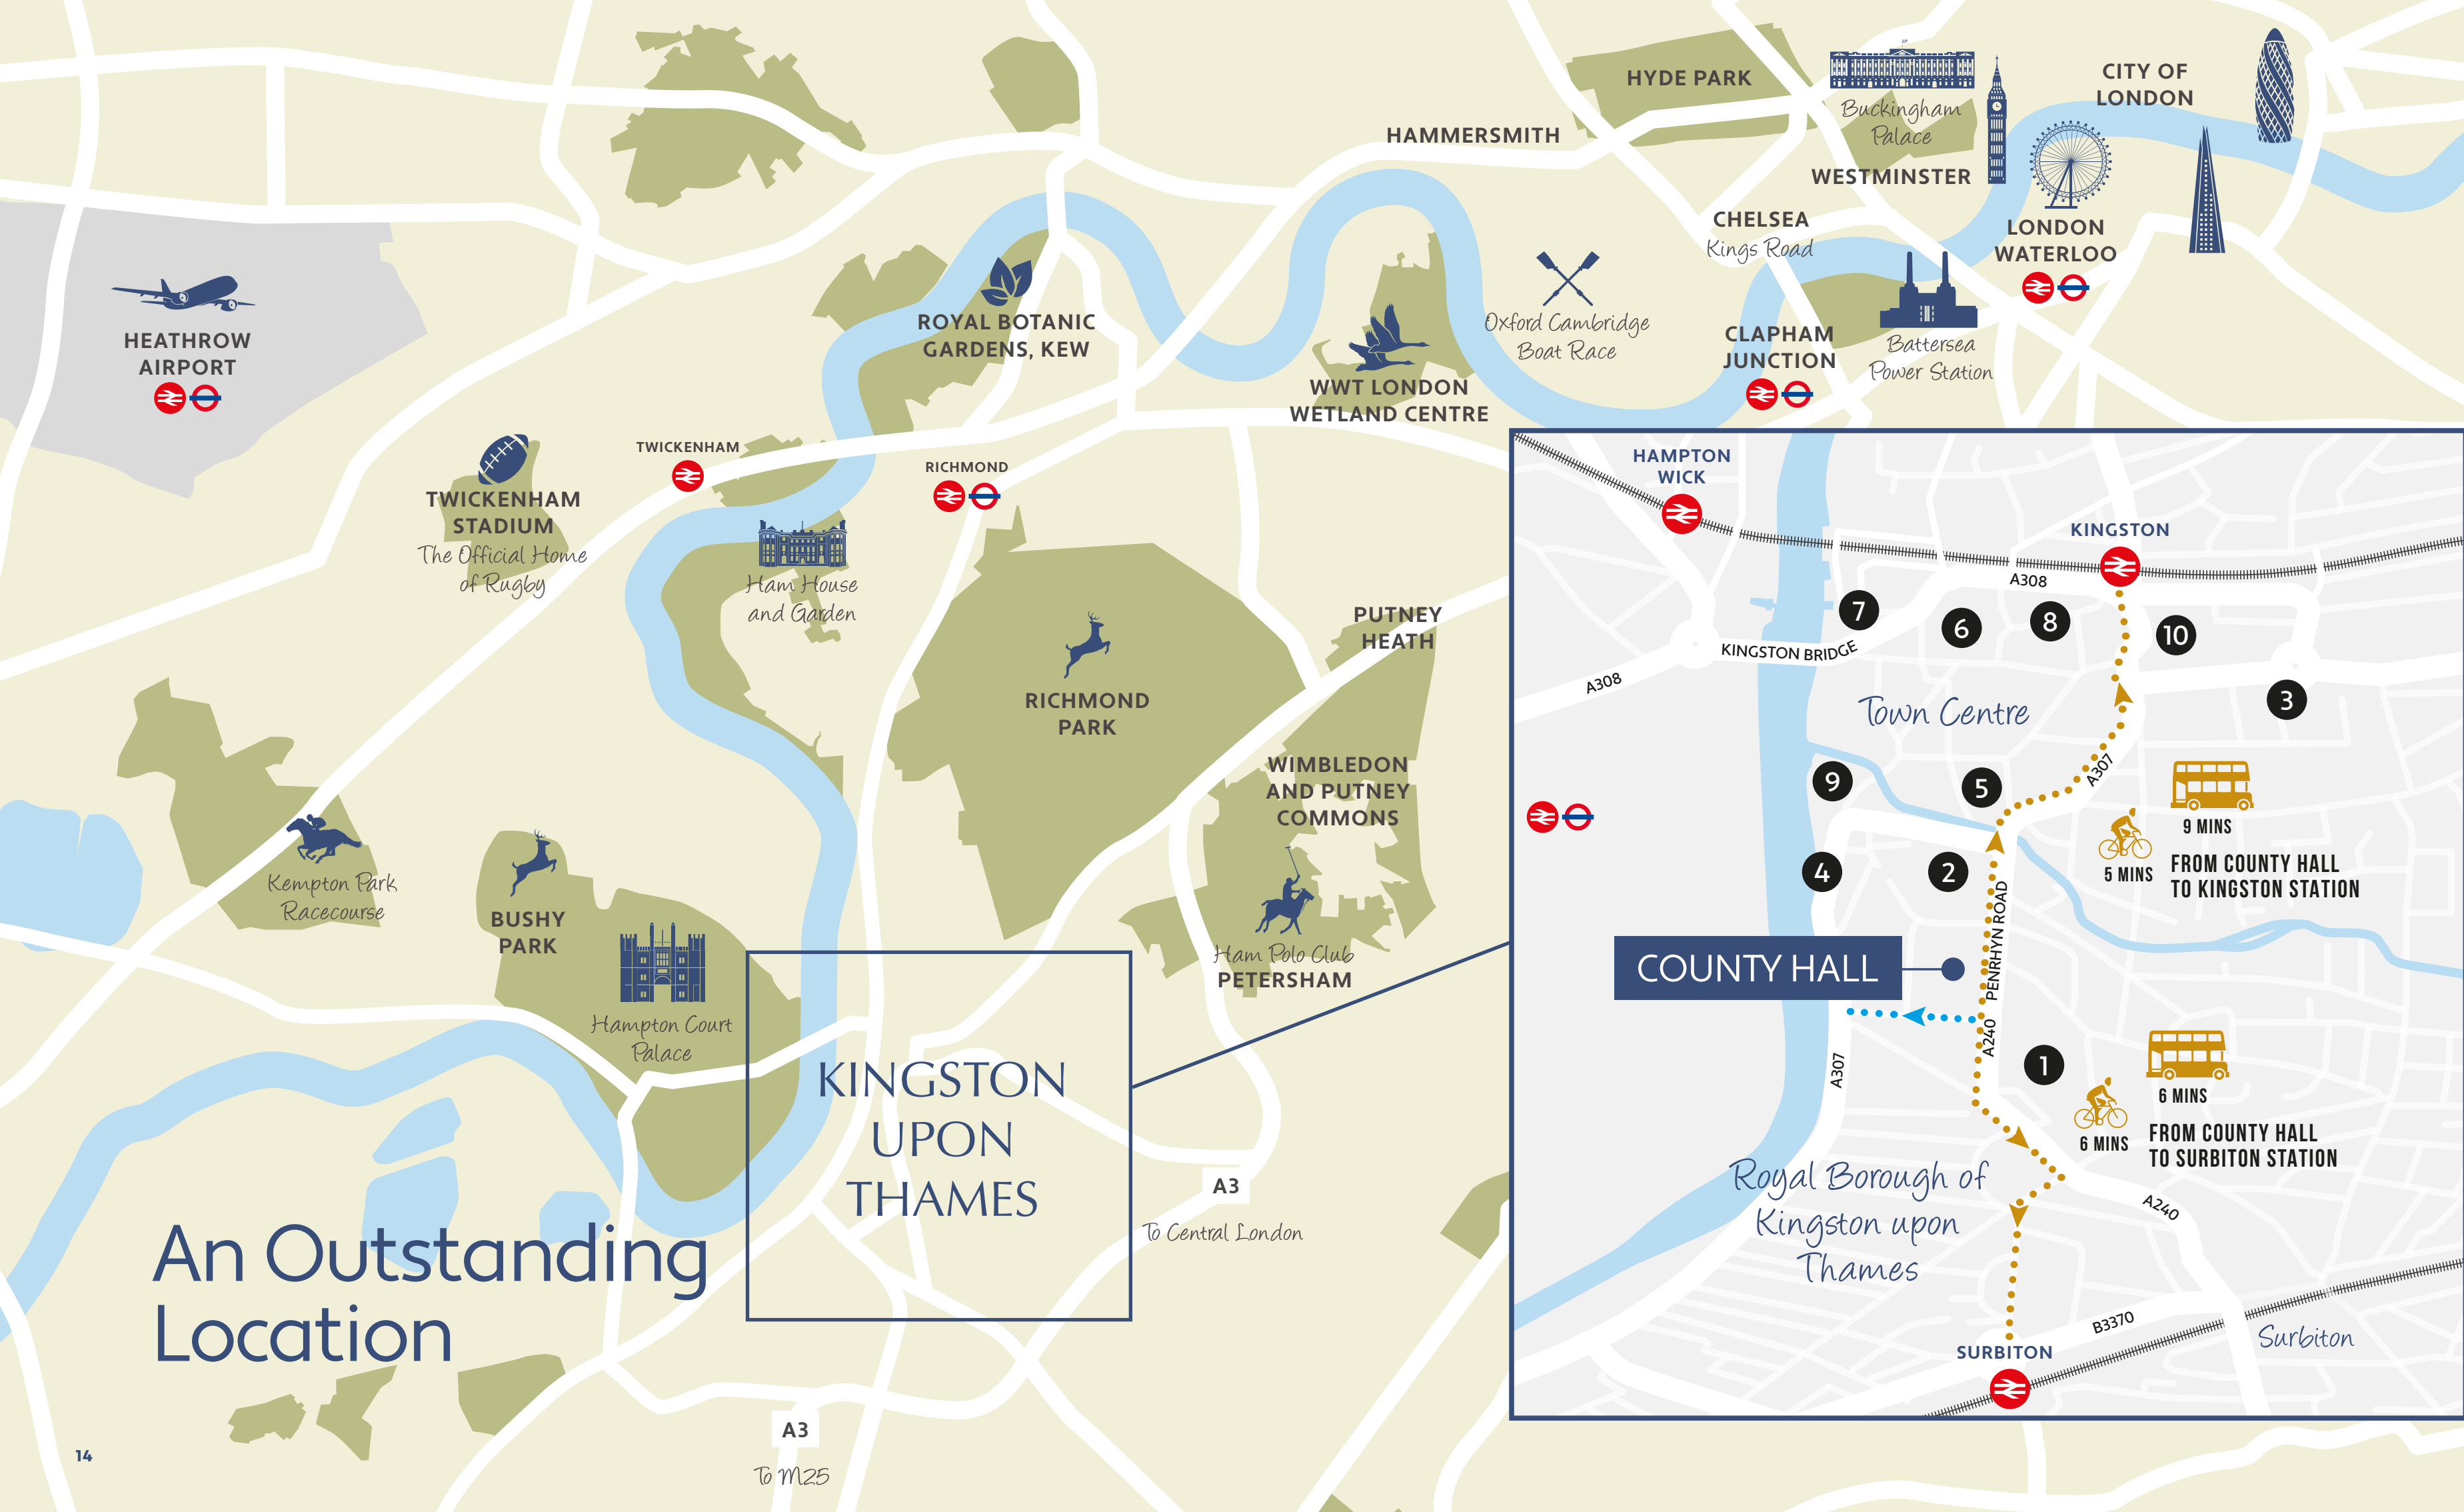 HYDE PARK
Buckingham
Palace
WESTMINSTER
CITY OF
LONDON
HAMMERSMITH
CHELSEA
Kings Road
LONDON
WATERLOO
HEATHROW
AIRPORT
ROYAL BOTANIC
GARDENS, KEW
Oxford Cambridge
Boat Race
CLAPHAM
JUNCTION
Battersea
Power Station
WWT LONDON
WETLAND CENTRE
TWICKENHAM
RICHMOND
TWICKENHAM
STADIUM
The Official Home
of Rugby
Ham House
and Garden
PUTNEY
HEATH
RICHMOND
PARK
WIMBLEDON
AND PUTNEY
COMMONS
Kempton Park
Racecourse
BUSHY
PARK
Hampton Court
Palace
Ham Polo Club
PETERSHAM
KINGSTON
UPON
THAMES
A3
To Central London
An Outstanding
Location
A3
To M25
14
HAMPTON
WICK
KINGSTON
A308
7
6
8
10
KINGSTON BRIDGE
A308
3
Town Centre
A307
9
5
9 MINS
5 MINS
FROM COUNTY HALL
TO KINGSTON STATION
4
2
PENRHYN ROAD
COUNTY HALL
A240
A307
1
6 MINS
6 MINS
FROM COUNTY HALL
TO SURBITON STATION
Royal Borough of
Kingston upon
Thames
A240
B3370
Surbiton
SURBITON